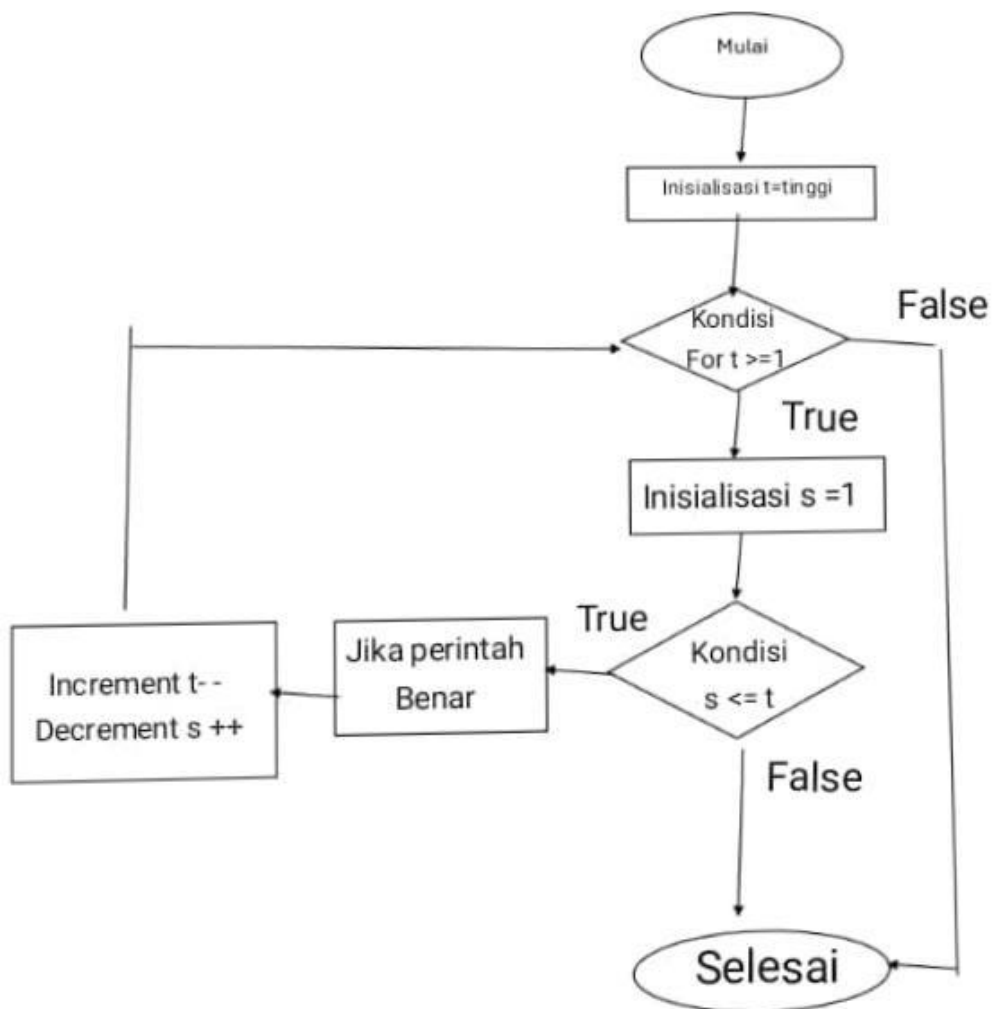 Mulai
Inisialisasi t=tinggi
Kondisi
For t >=1
False
True
Inisialisasi s =1
Kondisi
s <= t
True
Jika perintah
Benar
Increment t--
Decrement s ++
False
Selesai